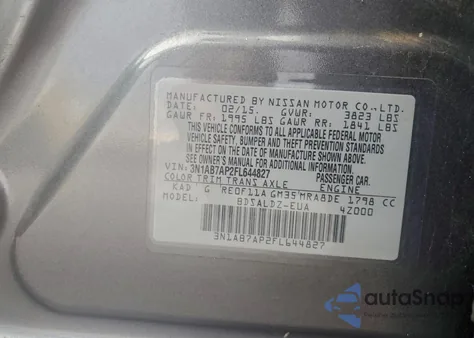 MANUFACTURED BY NISSAN MOTOR CO.,LTD.
DATE: 02/15 GVWR: 3823 LBS
GAWR FR: 1995 LBS GAWR RR: 1841 LBS
THIS VEHICLE CONFORMS TO ALL APPLICABLE FEDERAL MOTOR
VEHICLE SAFETY, BUMPER AND THEFT PREVENTION STANDARDS
IN EFFECT ON THE DATE OF MANUFACTURE SHOWN ABOVE.
SEE OWNER'S MANUAL FOR ADDITIONAL INFORMATION
VIN: 3N1AB7AP2FL644827 PASSENGER CAR
COLOR TRIM TRANS AXLE ENGINE
KAD G RE0F11A GM35 MRA8DE 1798 CC
MODEL: BDSALDZ-EUA 4Z000
3N1AB7AP2FL644827
autoSnap